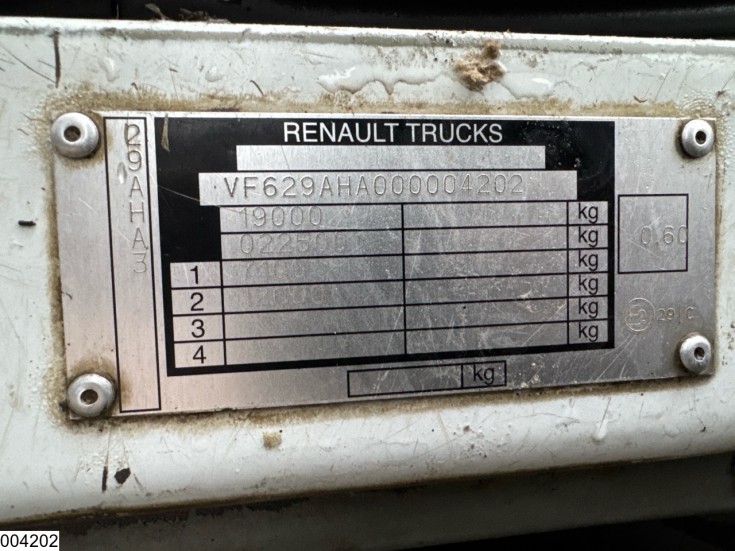 29AHA3
RENAULT TRUCKS
VF629AHA000004202
19000 kg
kg
1 kg
2 kg
3 kg
4 kg
kg
0.60
004202